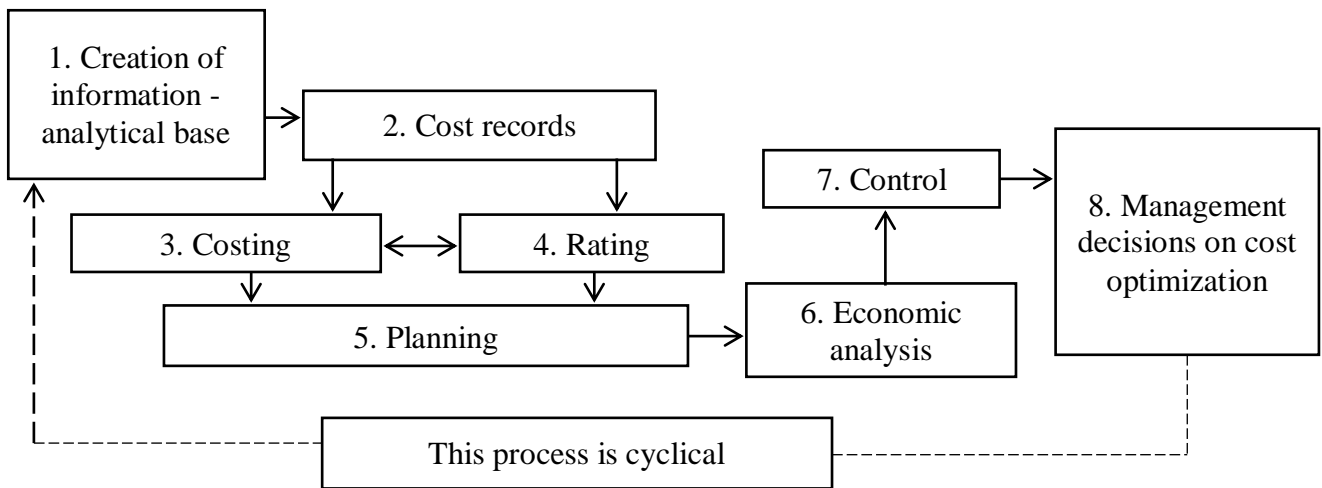 1. Creation of
information -
analytical base
2. Cost records
3. Costing
4. Rating
5. Planning
6. Economic
analysis
7. Control
8. Management
decisions on cost
optimization
This process is cyclical